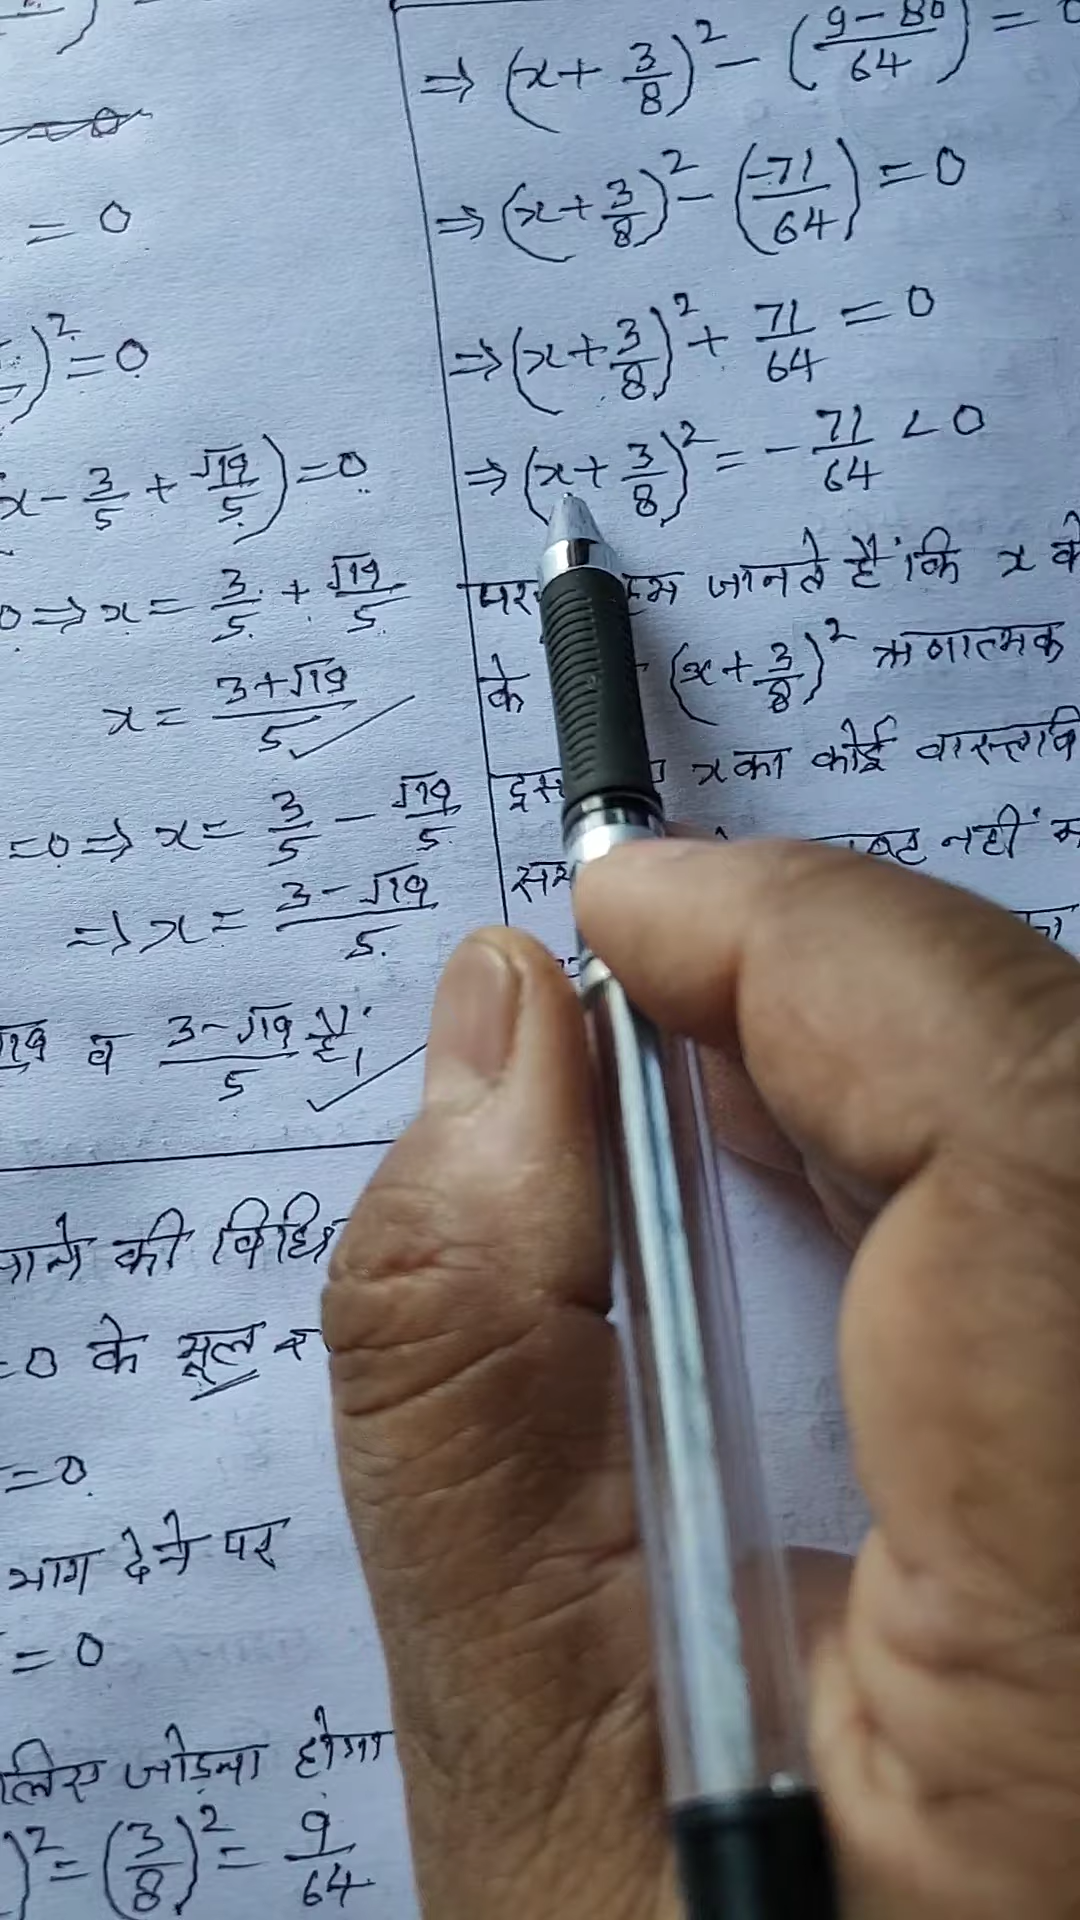 = 0
)² = 0
x - 3/5 + √19/5) = 0
0 ⇒ x = 3/5 + √19/5
x = (3+√19)/5
= 0 ⇒ x = 3/5 - √19/5
⇒ x = (3-√19)/5
√19 व (3-√19)/5 हैं।
⇒ (x + 3/8)² - ((9-80)/64) = 0
⇒ (x + 3/8)² - (-71/64) = 0
⇒ (x + 3/8)² + 71/64 = 0
⇒ (x + 3/8)² = -71/64 < 0
हम जानते हैं कि x के
के (x + 3/8)² ऋणात्मक
x का कोई वास्तवि
नहीं
की विधि
= 0 के मूल
= 0
भाग देने पर
= 0
लिए जोड़ना होगा
)² = (3/8)² = 9/64